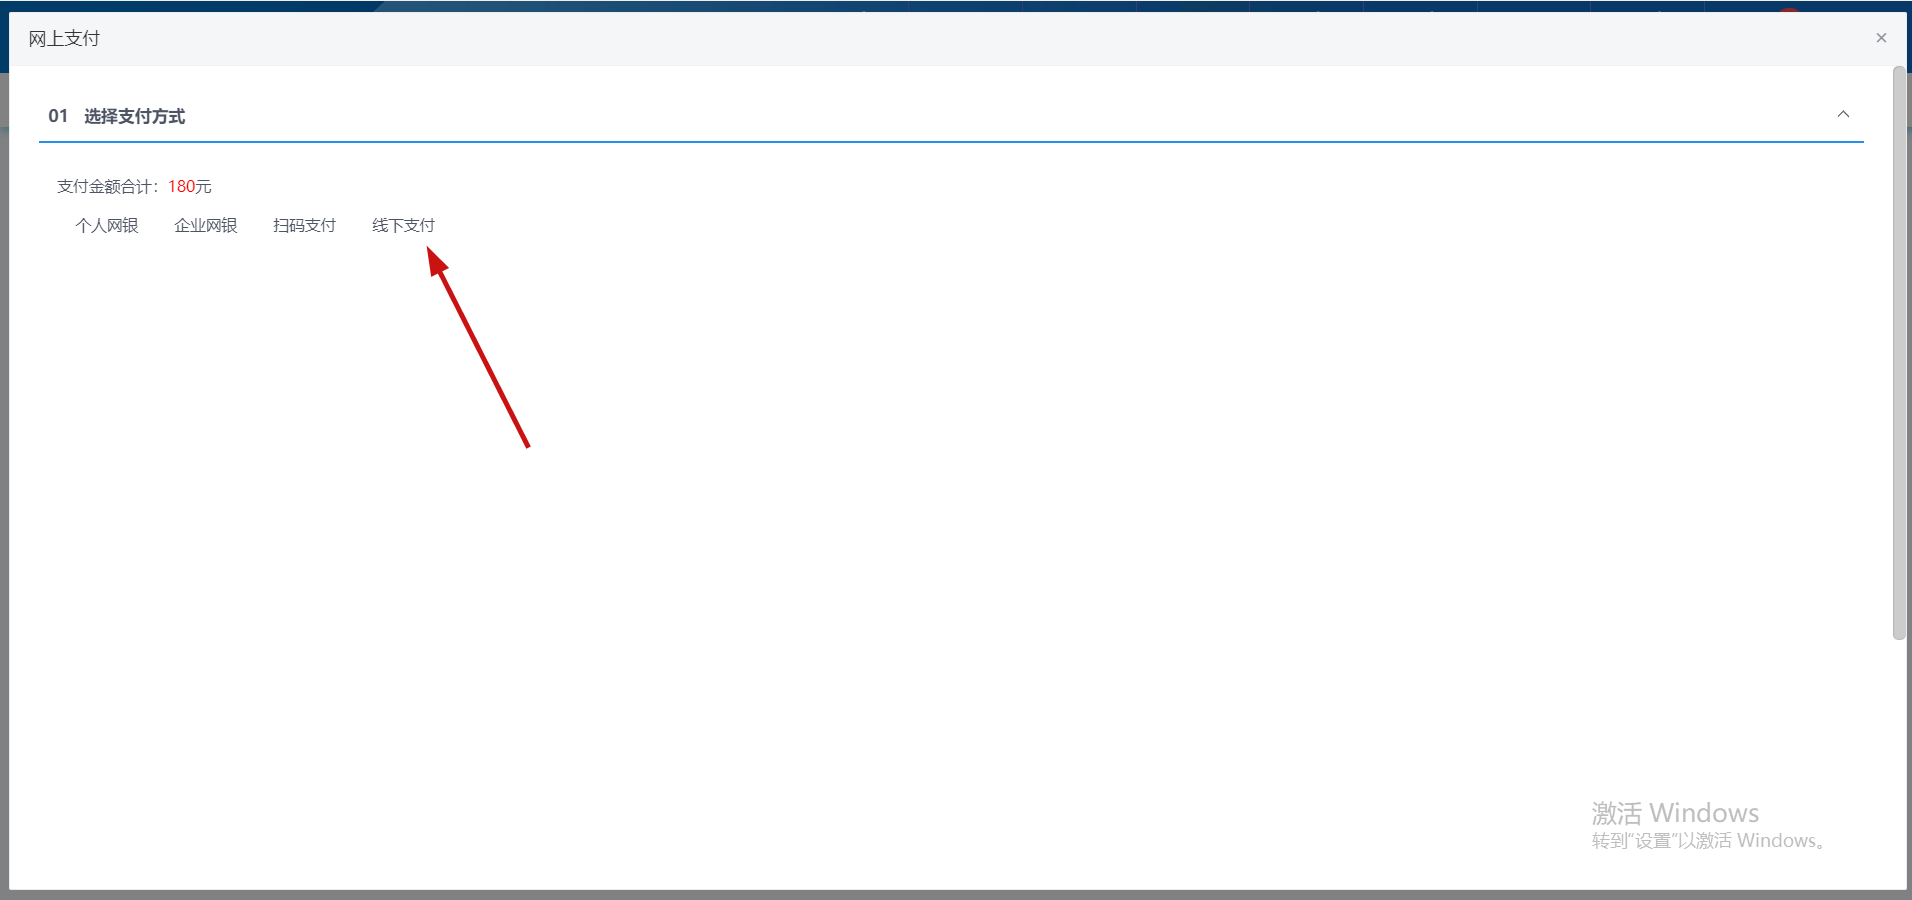 网上支付
01 选择支付方式
支付金额合计：180元
个人网银 企业网银 扫码支付 线下支付
激活 Windows
转到“设置”以激活 Windows。